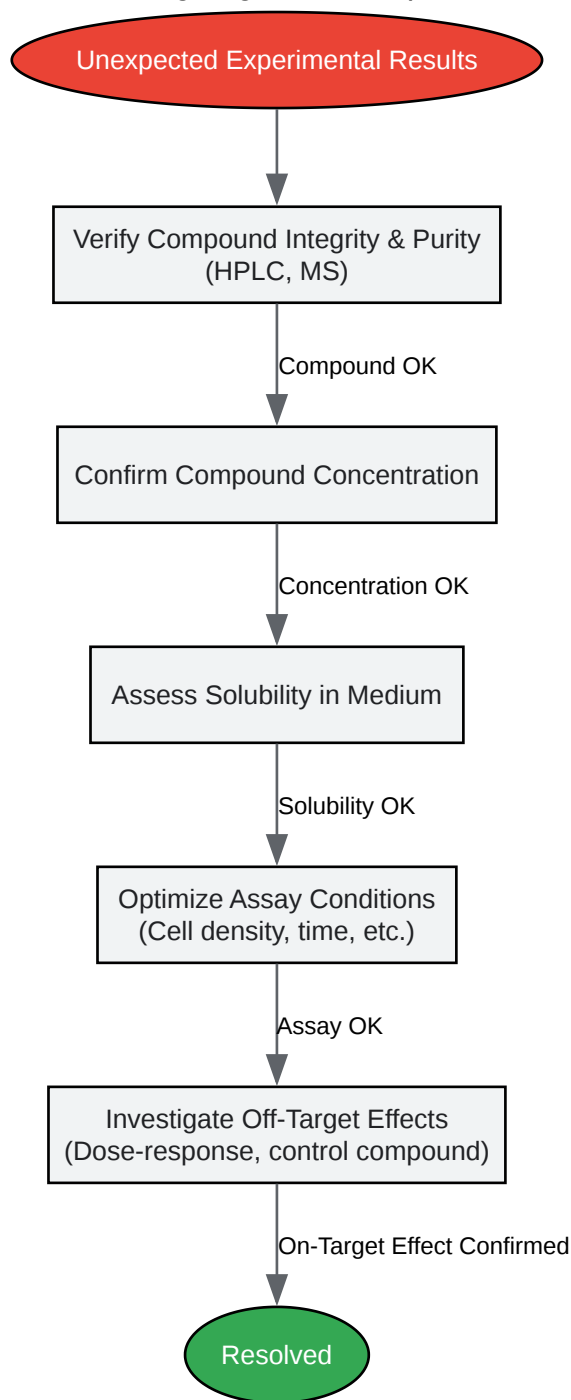 Unexpected Experimental Results
Verify Compound Integrity & Purity
(HPLC, MS)
Compound OK
Confirm Compound Concentration
Concentration OK
Assess Solubility in Medium
Solubility OK
Optimize Assay Conditions
(Cell density, time, etc.)
Assay OK
Investigate Off-Target Effects
(Dose-response, control compound)
On-Target Effect Confirmed
Resolved